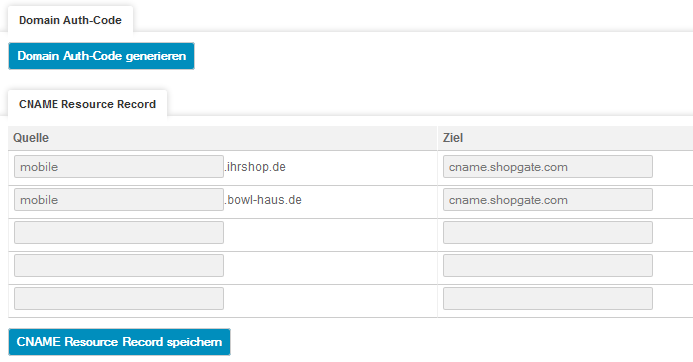 Domain Auth-Code
Domain Auth-Code generieren
CNAME Resource Record
Quelle Ziel
mobile .ihrshop.de cname.shopgate.com
mobile .bowl-haus.de cname.shopgate.com
CNAME Resource Record speichern